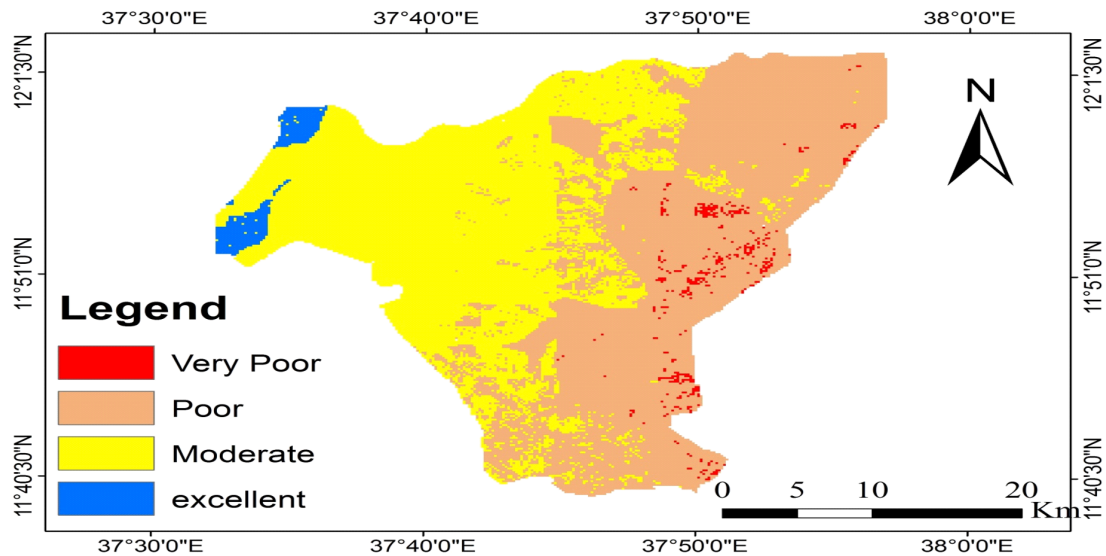 37°30'0"E 37°40'0"E 37°50'0"E 38°0'0"E
12°1'30"N 12°1'30"N
N
11°51'0"N 11°51'0"N
Legend
Very Poor
Poor
Moderate
excellent
11°40'30"N 11°40'30"N
0 5 10 20
Km
37°30'0"E 37°40'0"E 37°50'0"E 38°0'0"E